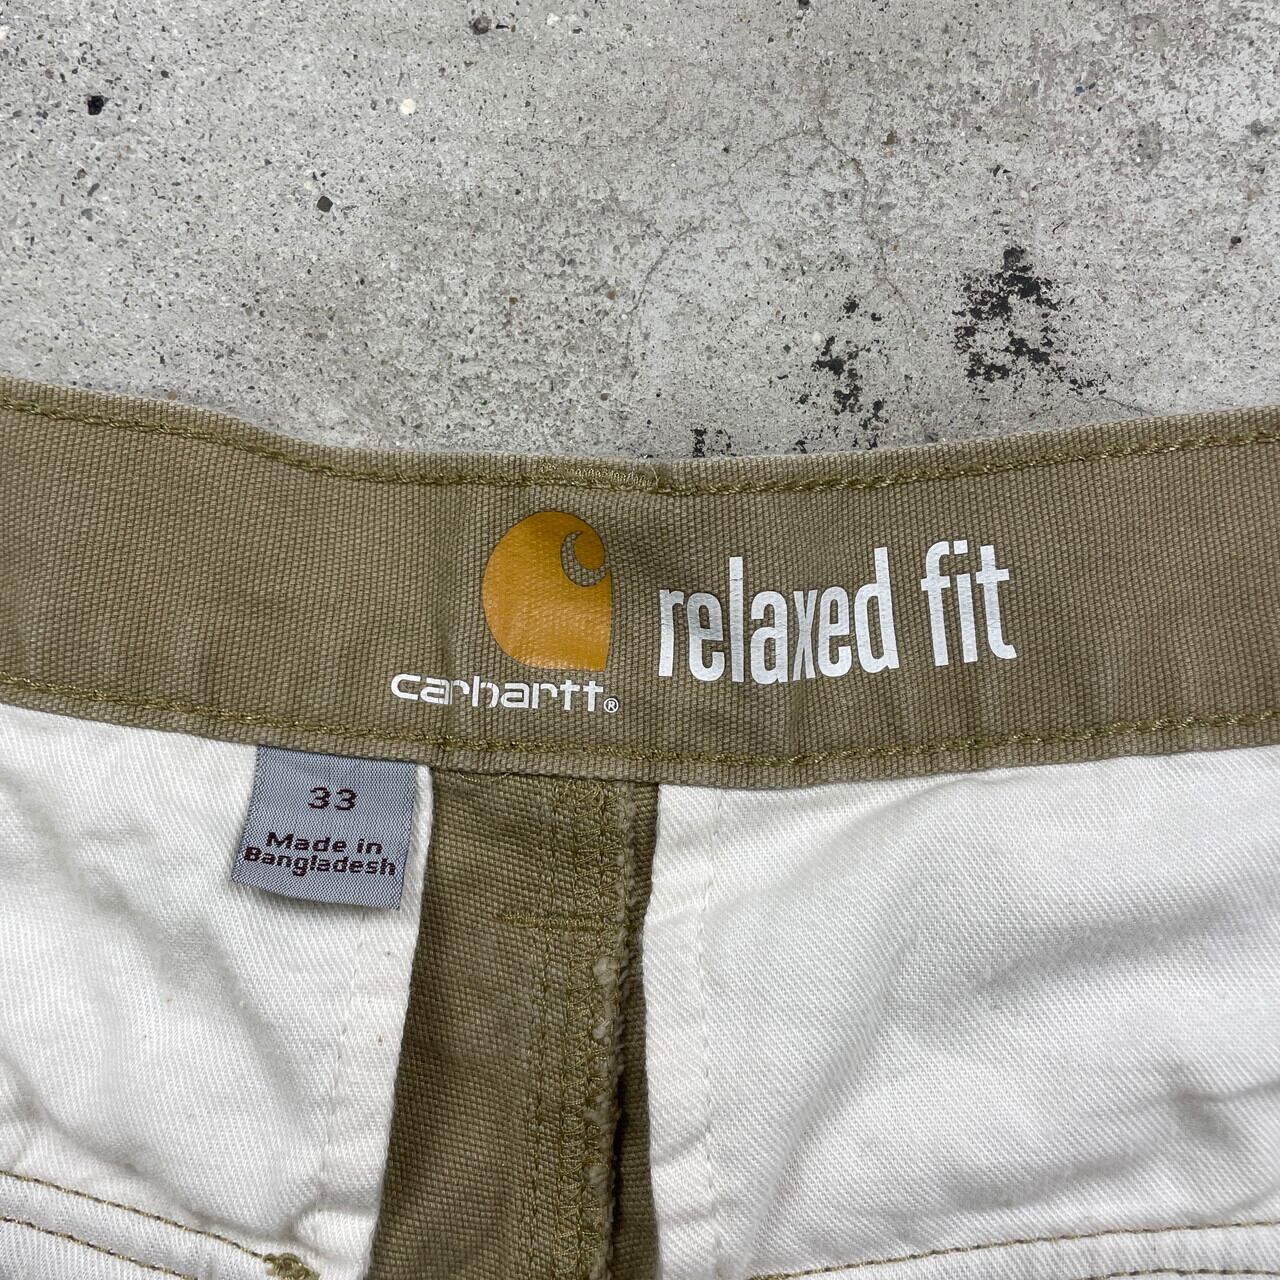 relaxed fit
carhartt®
33
Made in
Bangladesh